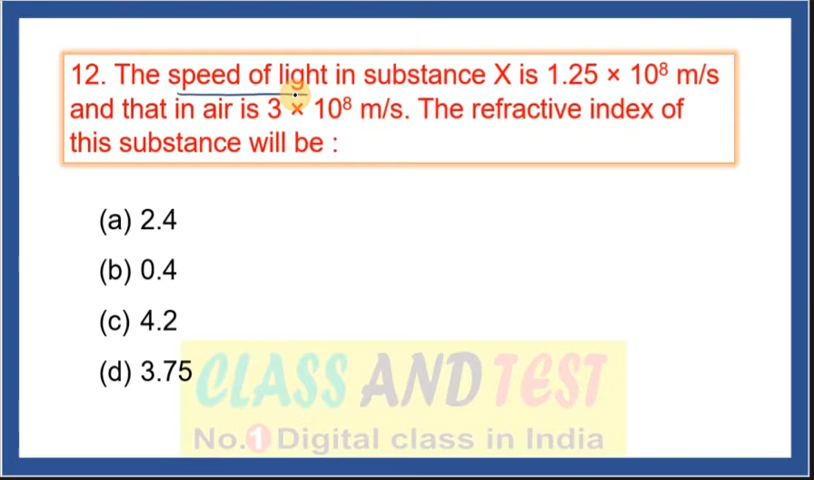 12. The speed of light in substance X is 1.25 × 10⁸ m/s
and that in air is 3 × 10⁸ m/s. The refractive index of
this substance will be :
(a) 2.4
(b) 0.4
(c) 4.2
(d) 3.75
CLASS AND TEST
No.1 Digital class in India